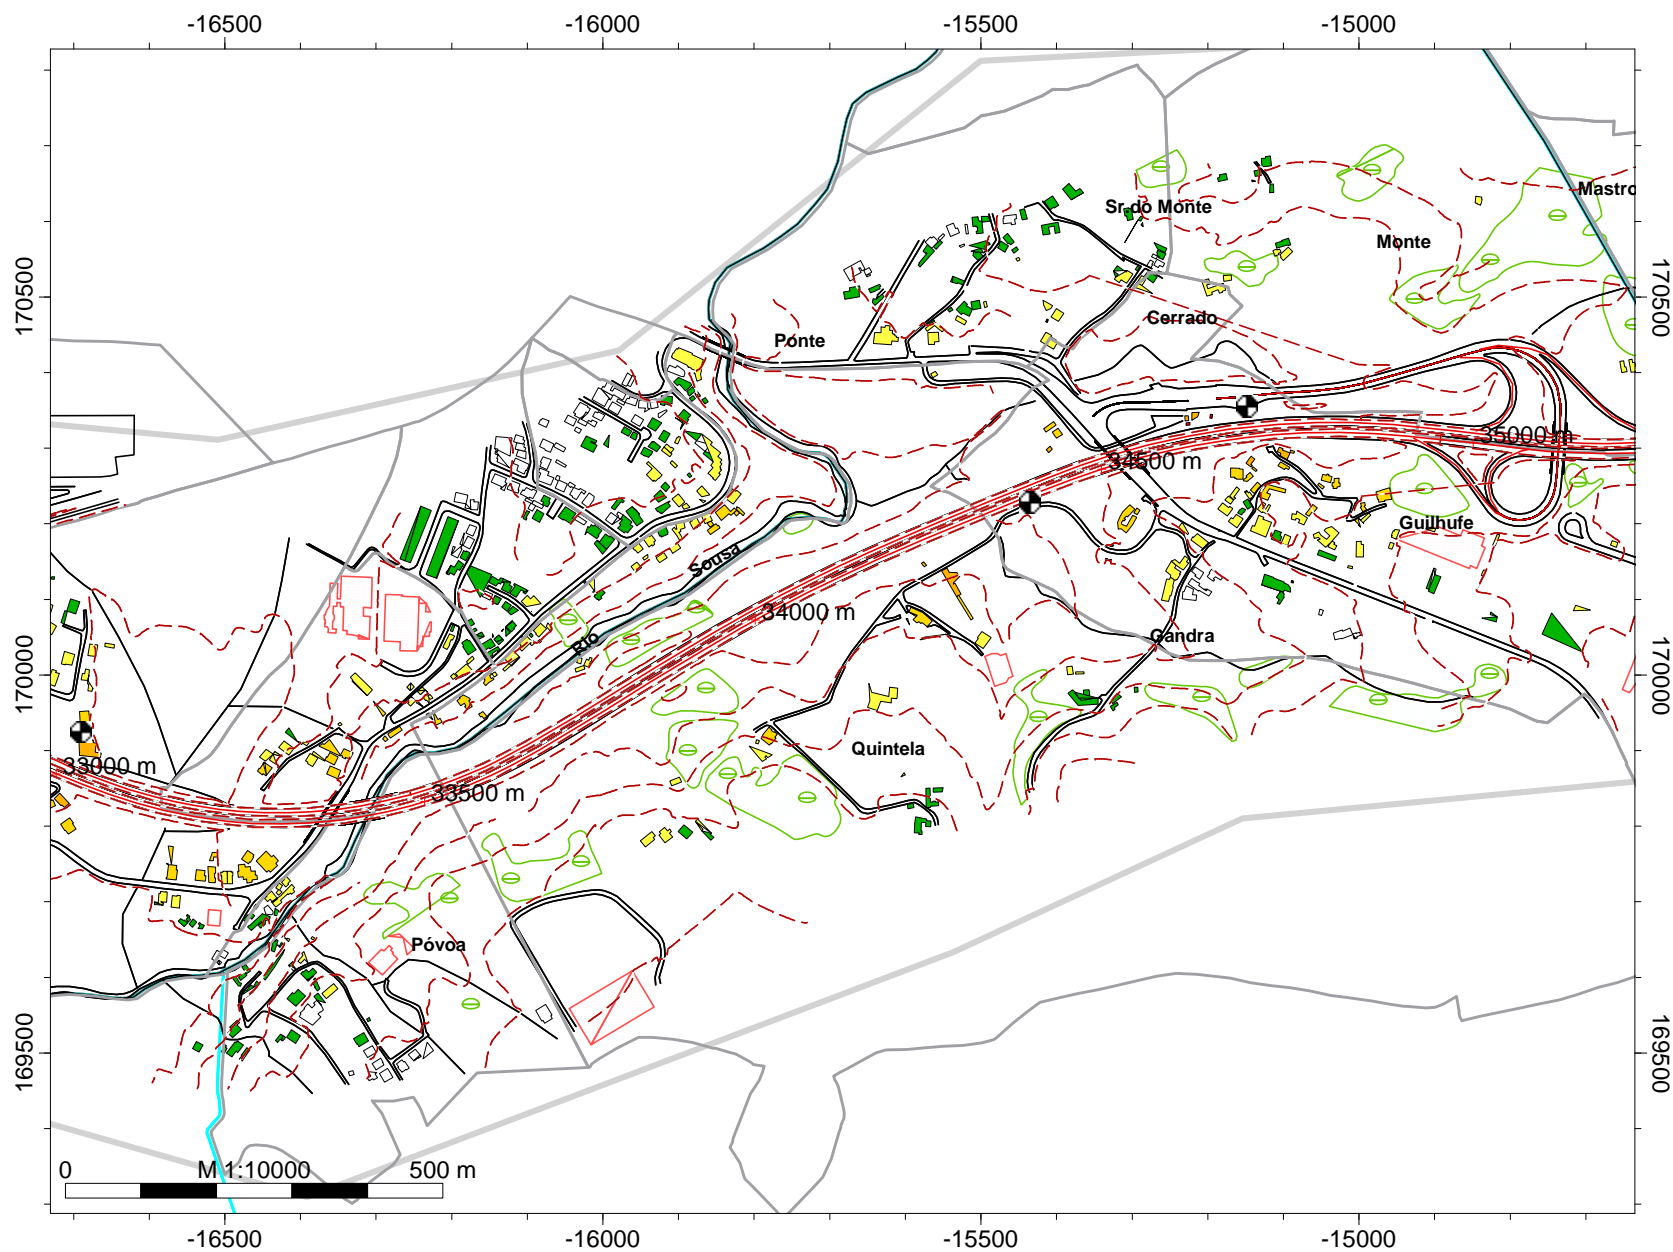 -16500 -16000 -15500 -15000
Mastro
Sr.do Monte
Monte
170500
170500
Cerrado
Ponte
35000 m
34500 m
Guilhufe
Sousa
34000 m
Rio
Gandra
170000
170000
Quintela
33000 m
33500 m
Póvoa
169500
169500
0 M 1:10000 500 m
-16500 -16000 -15500 -15000